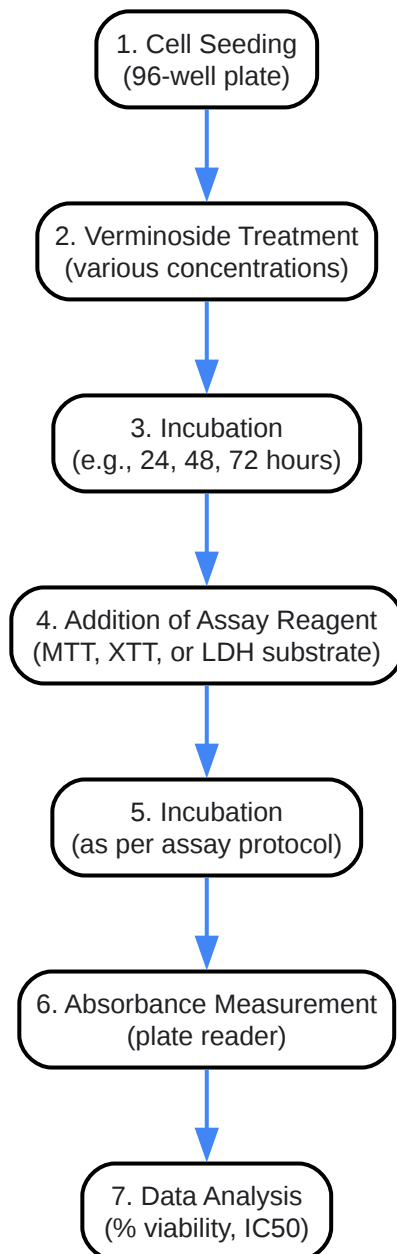 1. Cell Seeding
(96-well plate)
2. Verminoside Treatment
(various concentrations)
3. Incubation
(e.g., 24, 48, 72 hours)
4. Addition of Assay Reagent
(MTT, XTT, or LDH substrate)
5. Incubation
(as per assay protocol)
6. Absorbance Measurement
(plate reader)
7. Data Analysis
(% viability, IC50)